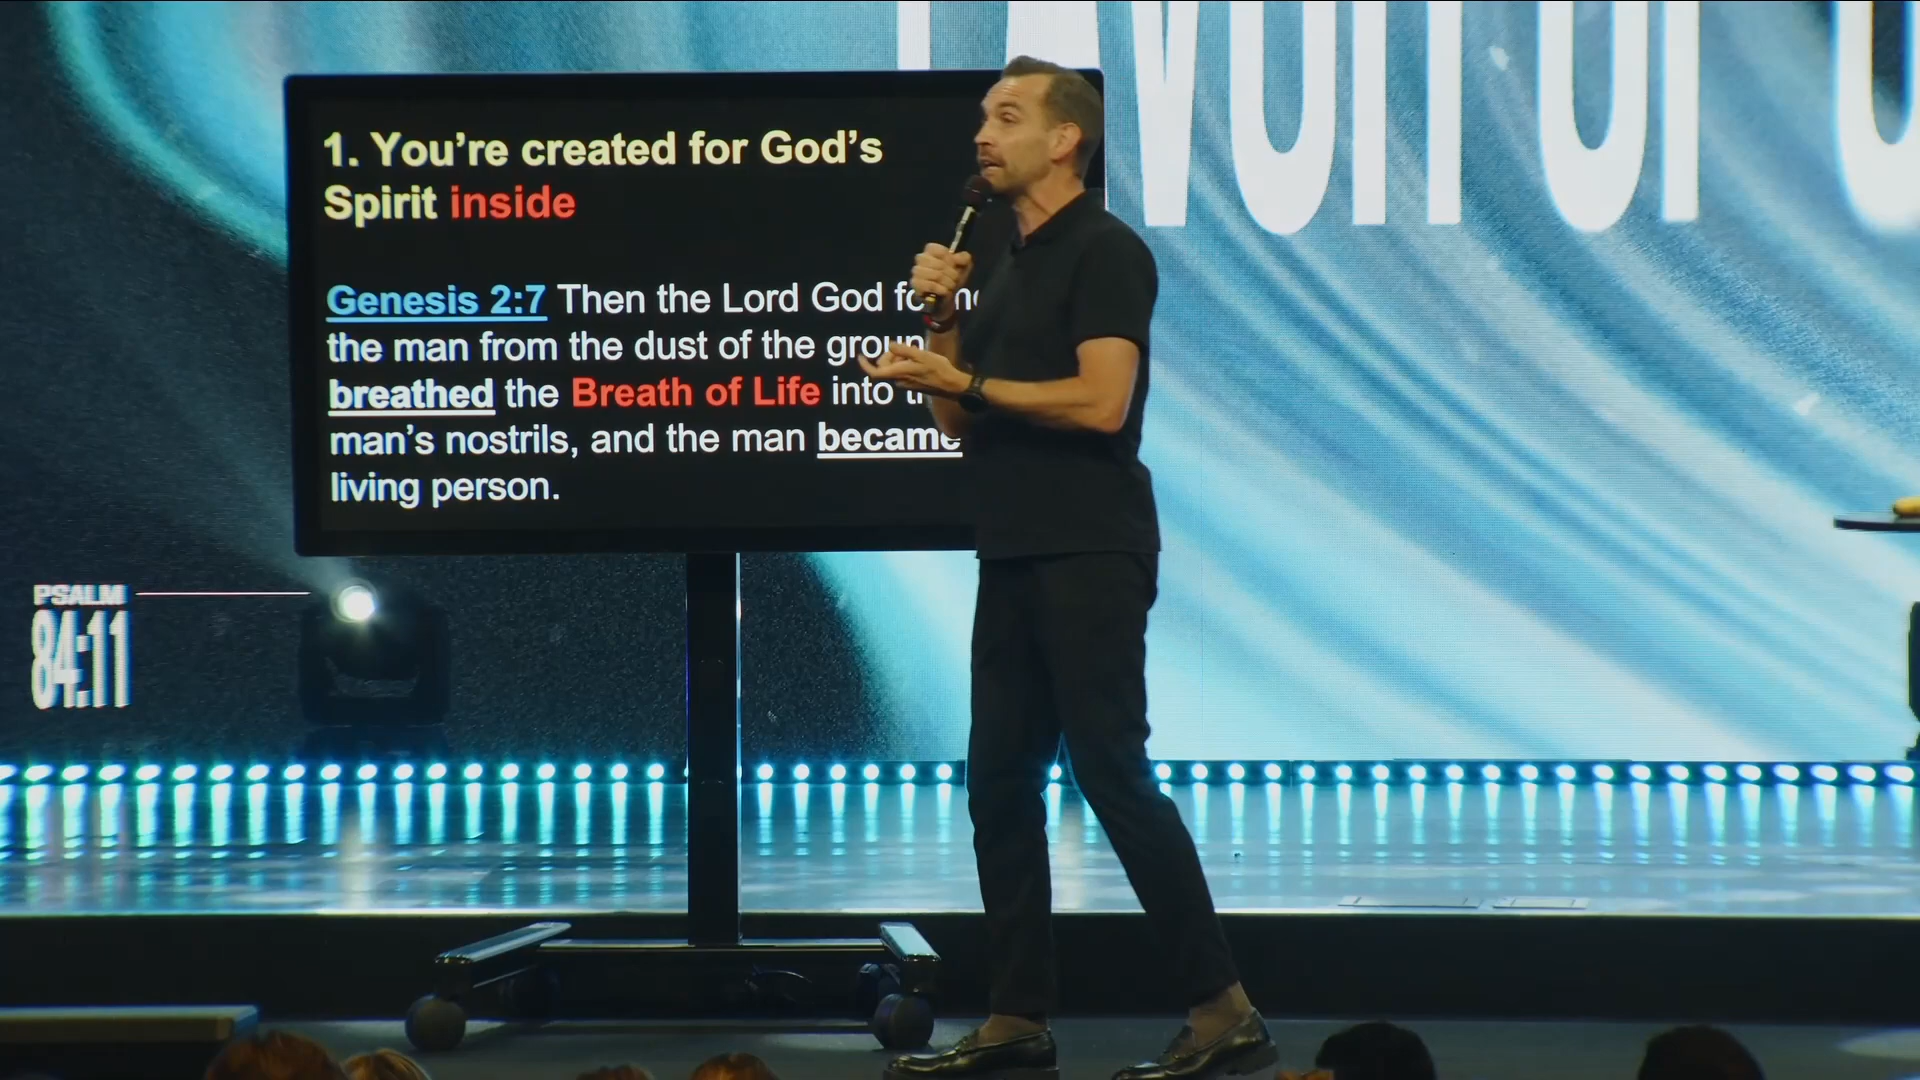 1. You're created for God's
Spirit inside
Genesis 2:7 Then the Lord God
the man from the dust of the
breathed the Breath of Life into
man's nostrils, and the man became
living person.
PSALM
84:11